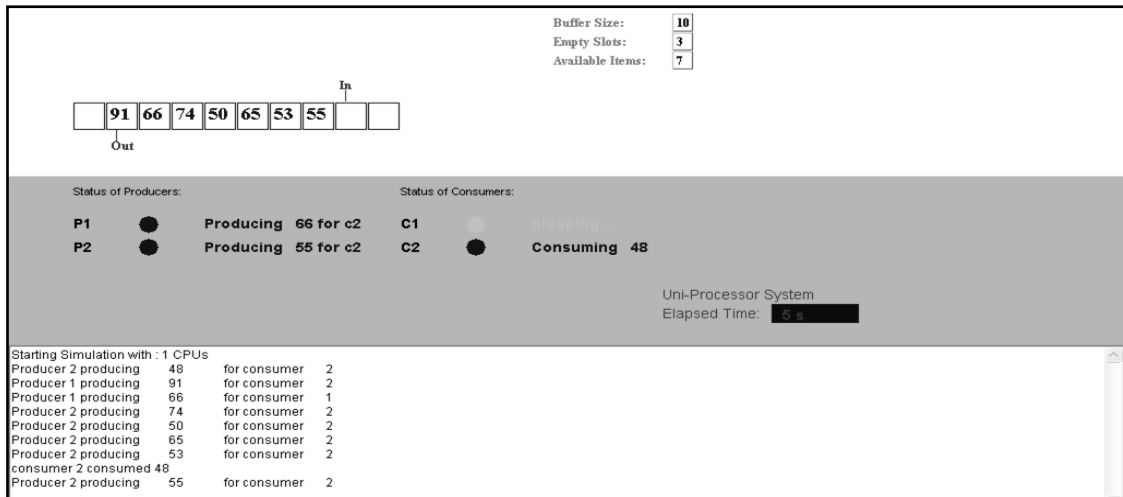 Buffer Size: 10
Empty Slots: 3
Available Items: 7
In
91 66 74 50 65 53 55
Out
Status of Producers: Status of Consumers:
P1 Producing 66 for c2 C1 Sleeping ...
P2 Producing 55 for c2 C2 Consuming 48
Uni-Processor System
Elapsed Time: 5 s
Starting Simulation with : 1 CPUs
Producer 2 producing 48 for consumer 2
Producer 1 producing 91 for consumer 2
Producer 1 producing 66 for consumer 1
Producer 2 producing 74 for consumer 2
Producer 2 producing 50 for consumer 2
Producer 2 producing 65 for consumer 2
Producer 2 producing 53 for consumer 2
consumer 2 consumed 48
Producer 2 producing 55 for consumer 2